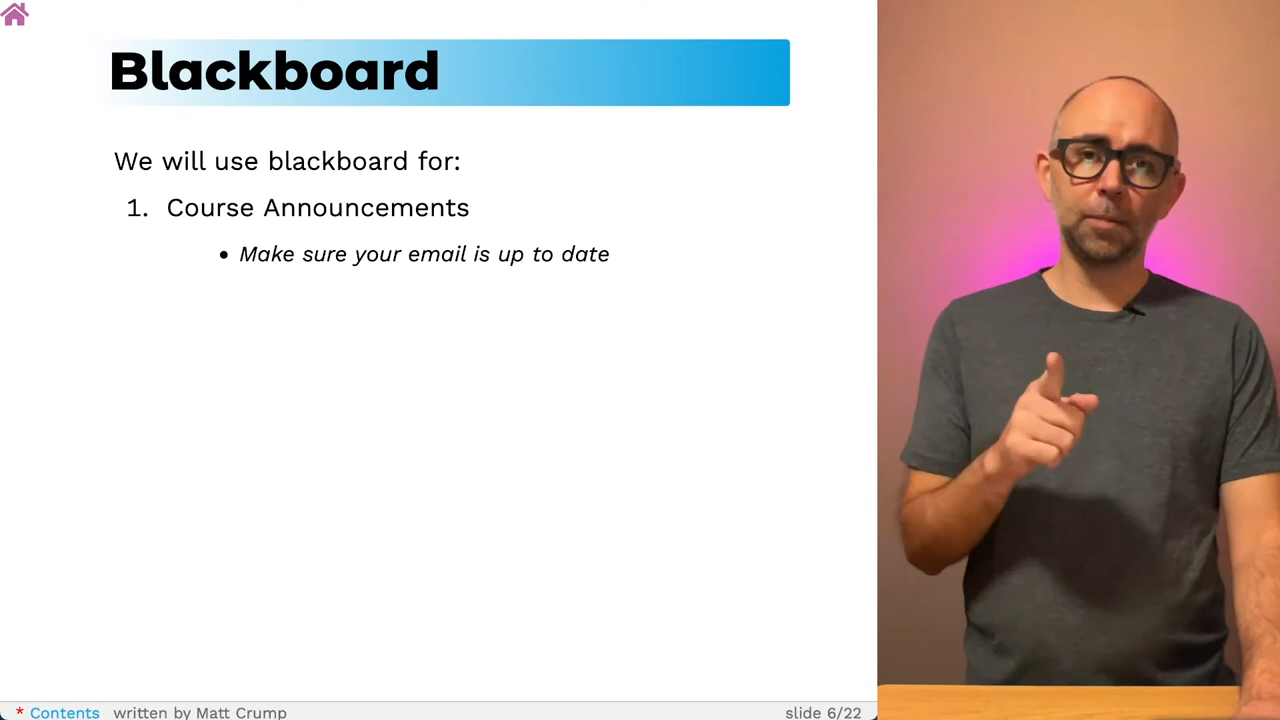 Blackboard
We will use blackboard for:
1. Course Announcements
• Make sure your email is up to date
* Contents written by Matt Crump slide 6/22